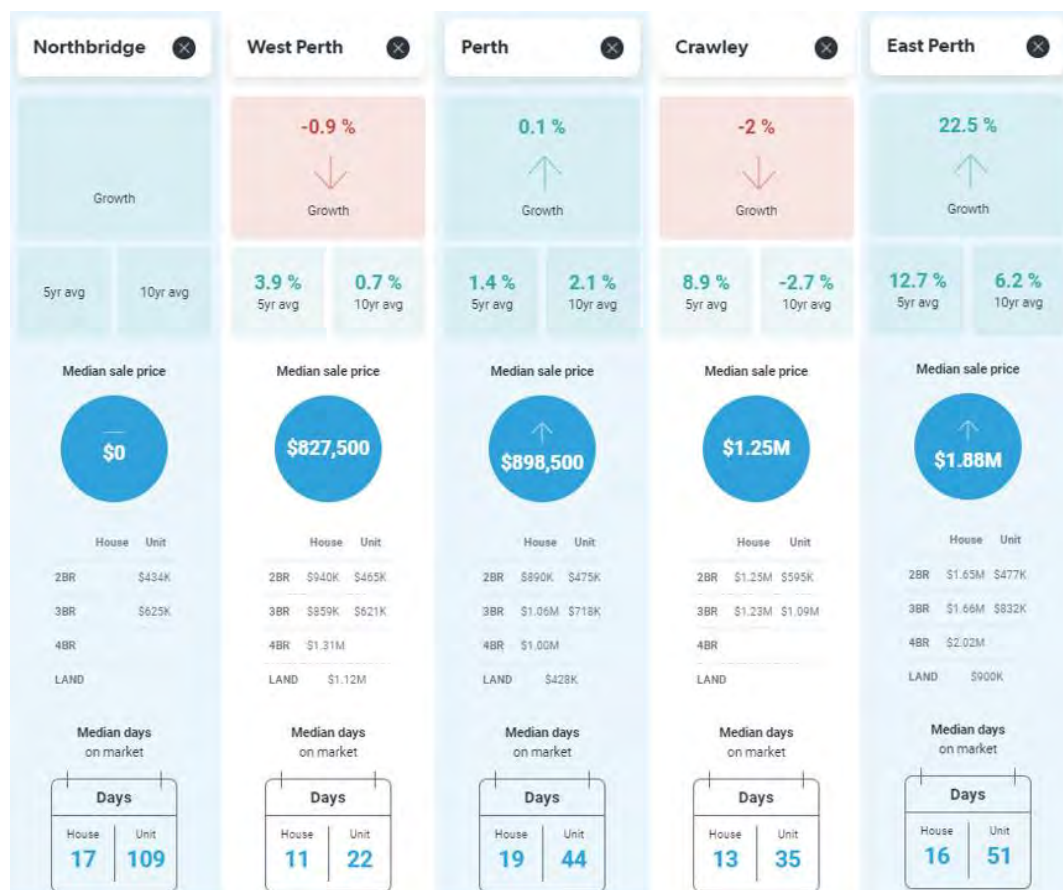 Northbridge West Perth Perth Crawley East Perth
-0.9 % 0.1 % -2 % 22.5 %
Growth Growth Growth Growth Growth
5yr avg 10yr avg 3.9 % 5yr avg 0.7 % 10yr avg 1.4 % 5yr avg 2.1 % 10yr avg 8.9 % 5yr avg -2.7 % 10yr avg 12.7 % 5yr avg 6.2 % 10yr avg
Median sale price Median sale price Median sale price Median sale price Median sale price
$0 $827,500 $898,500 $1.25M $1.88M
House Unit House Unit House Unit House Unit House Unit
2BR $434K 2BR $940K $465K 2BR $890K $475K 2BR $1.25M $595K 2BR $1.65M $477K
3BR $625K 3BR $859K $621K 3BR $1.06M $718K 3BR $1.23M $1.09M 3BR $1.66M $832K
4BR 4BR $1.31M 4BR $1.00M 4BR 4BR $2.02M
LAND LAND $1.12M LAND $428K LAND LAND $900K
Median days Median days Median days Median days Median days
on market on market on market on market on market
Days Days Days Days Days
House Unit House Unit House Unit House Unit House Unit
17 109 11 22 19 44 13 35 16 51